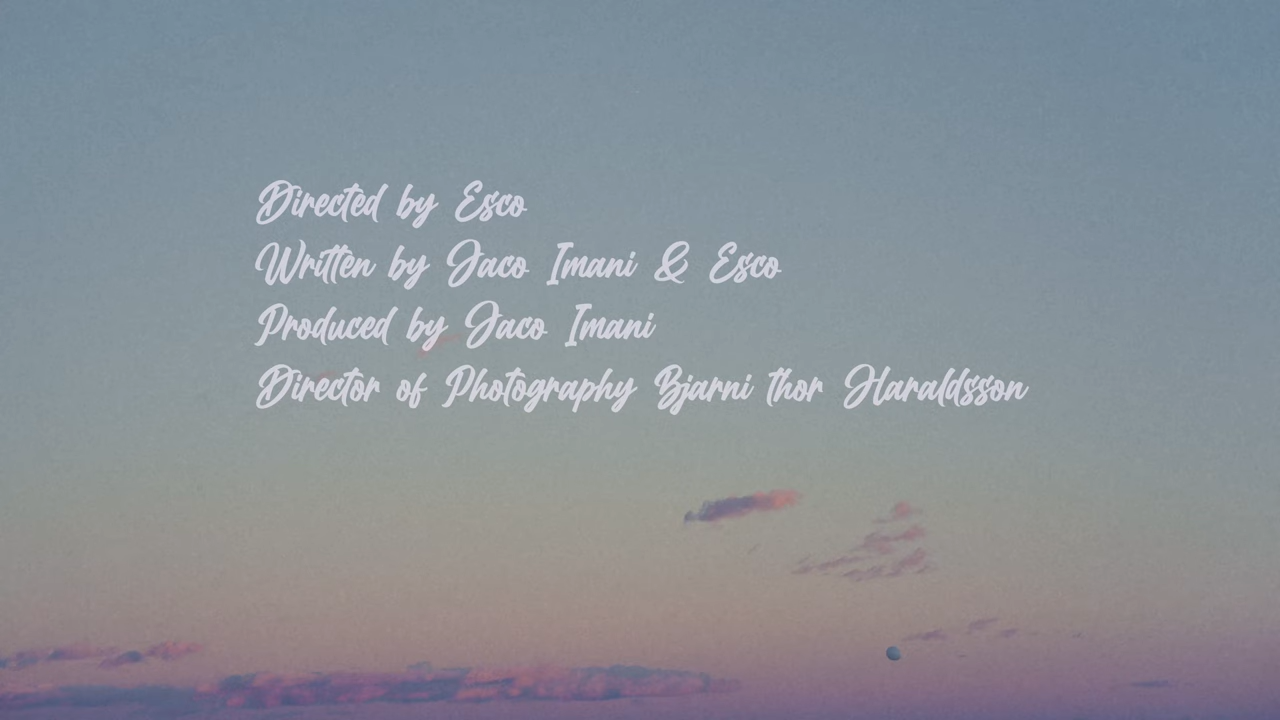 Directed by Esco
Written by Jaco Imani & Esco
Produced by Jaco Imani
Director of Photography Bjarni thor Haraldsson